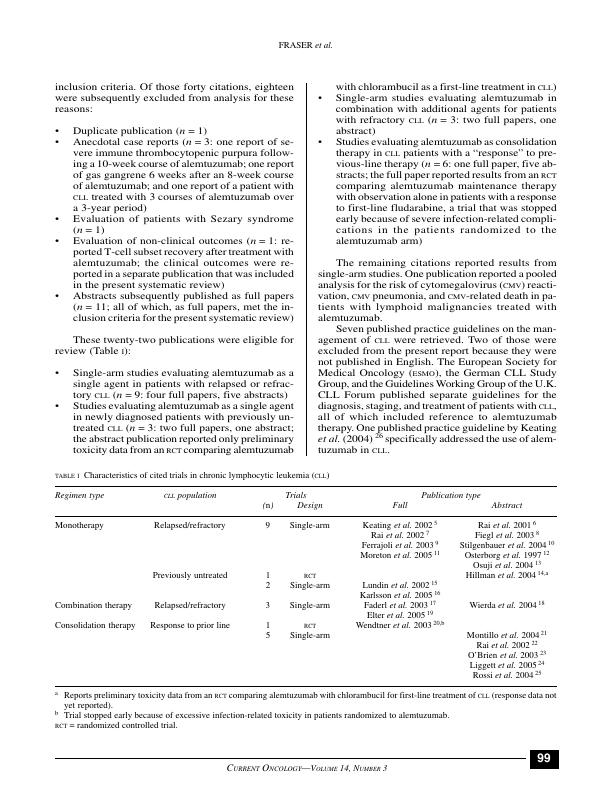 FRASER et al.
inclusion criteria. Of those forty citations, eighteen
were subsequently excluded from analysis for these
reasons:
• Duplicate publication (n = 1)
• Anecdotal case reports (n = 3: one report of se-
vere immune thrombocytopenic purpura follow-
ing a 10-week course of alemtuzumab; one report
of gas gangrene 6 weeks after an 8-week course
of alemtuzumab; and one report of a patient with
CLL treated with 3 courses of alemtuzumab over
a 3-year period)
• Evaluation of patients with Sezary syndrome
(n = 1)
• Evaluation of non-clinical outcomes (n = 1: re-
ported T-cell subset recovery after treatment with
alemtuzumab; the clinical outcomes were re-
ported in a separate publication that was included
in the present systematic review)
• Abstracts subsequently published as full papers
(n = 11; all of which, as full papers, met the in-
clusion criteria for the present systematic review)
These twenty-two publications were eligible for
review (Table I):
• Single-arm studies evaluating alemtuzumab as a
single agent in patients with relapsed or refrac-
tory CLL (n = 9: four full papers, five abstracts)
• Studies evaluating alemtuzumab as a single agent
in newly diagnosed patients with previously un-
treated CLL (n = 3: two full papers, one abstract;
the abstract publication reported only preliminary
toxicity data from an RCT comparing alemtuzumab
with chlorambucil as a first-line treatment in CLL)
• Single-arm studies evaluating alemtuzumab in
combination with additional agents for patients
with refractory CLL (n = 3: two full papers, one
abstract)
• Studies evaluating alemtuzumab as consolidation
therapy in CLL patients with a “response” to pre-
vious-line therapy (n = 6: one full paper, five ab-
stracts; the full paper reported results from an RCT
comparing alemtuzumab maintenance therapy
with observation alone in patients with a response
to first-line fludarabine, a trial that was stopped
early because of severe infection-related compli-
cations in the patients randomized to the
alemtuzumab arm)
The remaining citations reported results from
single-arm studies. One publication reported a pooled
analysis for the risk of cytomegalovirus (CMV) reacti-
vation, CMV pneumonia, and CMV-related death in pa-
tients with lymphoid malignancies treated with
alemtuzumab.
Seven published practice guidelines on the man-
agement of CLL were retrieved. Two of those were
excluded from the present report because they were
not published in English. The European Society for
Medical Oncology (ESMO), the German CLL Study
Group, and the Guidelines Working Group of the U.K.
CLL Forum published separate guidelines for the
diagnosis, staging, and treatment of patients with CLL,
all of which included reference to alemtuzumab
therapy. One published practice guideline by Keating
et al. (2004) 26 specifically addressed the use of alem-
tuzumab in CLL.
TABLE I Characteristics of cited trials in chronic lymphocytic leukemia (CLL)
Regimen type CLL population Trials Publication type
(n) Design Full Abstract
Monotherapy Relapsed/refractory 9 Single-arm Keating et al. 2002 5 Rai et al. 2001 6
Rai et al. 2002 7 Fiegl et al. 2003 8
Ferrajoli et al. 2003 9 Stilgenbauer et al. 2004 10
Moreton et al. 2005 11 Osterborg et al. 1997 12
Osuji et al. 2004 13
Previously untreated 1 RCT Hillman et al. 2004 14,a
2 Single-arm Lundin et al. 2002 15
Karlsson et al. 2005 16
Combination therapy Relapsed/refractory 3 Single-arm Faderl et al. 2003 17 Wierda et al. 2004 18
Elter et al. 2005 19
Consolidation therapy Response to prior line 1 RCT Wendtner et al. 2003 20,b
5 Single-arm Montillo et al. 2004 21
Rai et al. 2002 22
O’Brien et al. 2003 23
Liggett et al. 2005 24
Rossi et al. 2004 25
a Reports preliminary toxicity data from an RCT comparing alemtuzumab with chlorambucil for first-line treatment of CLL (response data not
yet reported).
b Trial stopped early because of excessive infection-related toxicity in patients randomized to alemtuzumab.
RCT = randomized controlled trial.
99
CURRENT ONCOLOGY—VOLUME 14, NUMBER 3